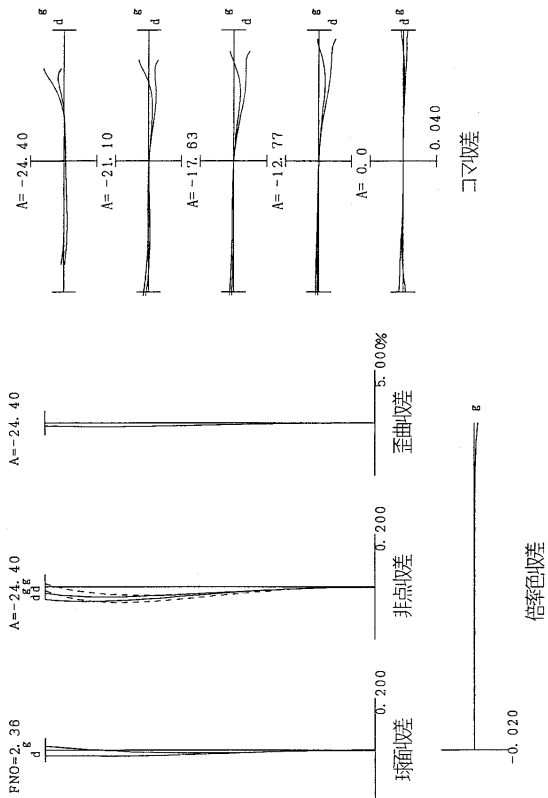 FNO=2.36
d g
0.200
球面収差
A=-24.40
d d g g
0.200
非点収差
A=-24.40
5.000%
歪曲収差
-0.020
g
倍率色収差
A=-24.40
g
d
A=-21.10
g
d
A=-17.63
g
d
A=-12.77
g
d
A= 0.0
g
d
0.040
コマ収差